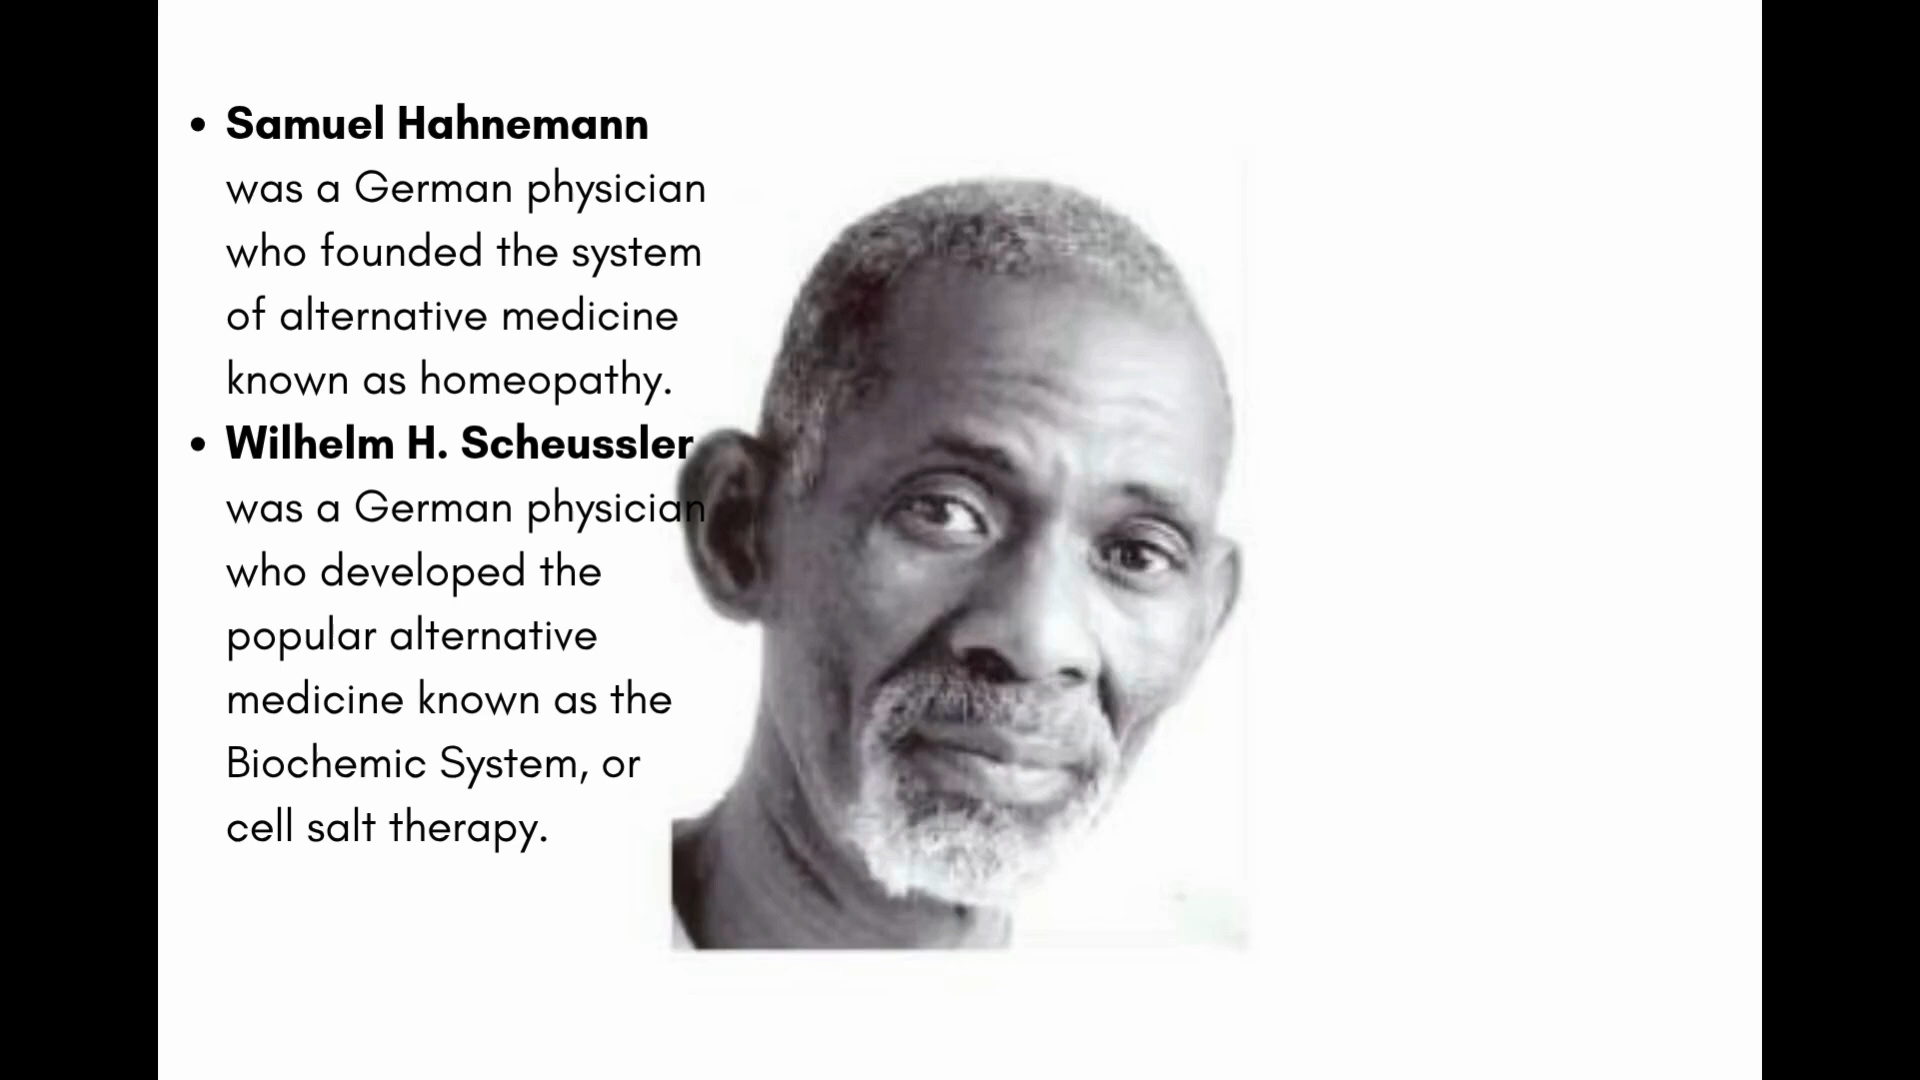 • Samuel Hahnemann
was a German physician
who founded the system
of alternative medicine
known as homeopathy.
• Wilhelm H. Scheussler
was a German physician
who developed the
popular alternative
medicine known as the
Biochemic System, or
cell salt therapy.